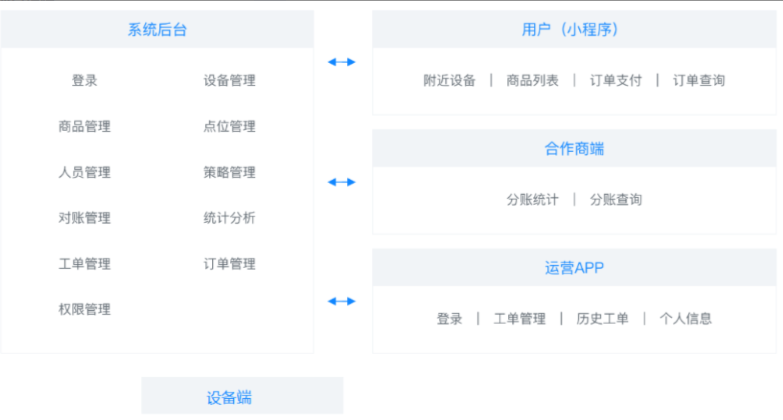 系统后台
登录 设备管理
商品管理 点位管理
人员管理 策略管理
对账管理 统计分析
工单管理 订单管理
权限管理
用户（小程序）
附近设备 | 商品列表 | 订单支付 | 订单查询
合作商端
分账统计 | 分账查询
运营APP
登录 | 工单管理 | 历史工单 | 个人信息
设备端